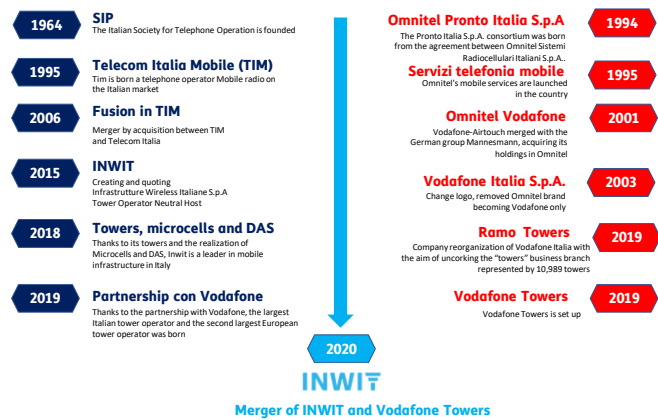 1964
SIP
The Italian Society for Telephone Operation is founded
1995
Telecom Italia Mobile (TIM)
Tim is born a telephone operator Mobile radio on
the Italian market
2006
Fusion in TIM
Merger by acquisition between TIM
and Telecom Italia
2015
INWIT
Creating and quoting
Infrastrutture Wireless Italiane S.p.A
Tower Operator Neutral Host
2018
Towers, microcells and DAS
Thanks to its towers and the realization of
Microcells and DAS, Inwit is a leader in mobile
infrastructure in Italy
2019
Partnership con Vodafone
Thanks to the partnership with Vodafone, the largest
Italian tower operator and the second largest European
tower operator was born
Omnitel Pronto Italia S.p.A
1994
The Pronto Italia S.p.A. consortium was born
from the agreement between Omnitel Sistemi
Radiocellulari Italiani S.p.A..
Servizi telefonia mobile
1995
Omnitel's mobile services are launched
in the country
Omnitel Vodafone
2001
Vodafone-Airtouch merged with the
German group Mannesmann, acquiring its
holdings in Omnitel
Vodafone Italia S.p.A.
2003
Change logo, removed Omnitel brand
becoming Vodafone only
Ramo Towers
2019
Company reorganization of Vodafone Italia with
the aim of uncorking the "towers" business branch
represented by 10,989 towers
Vodafone Towers
2019
Vodafone Towers is set up
2020
INWIT
Merger of INWIT and Vodafone Towers